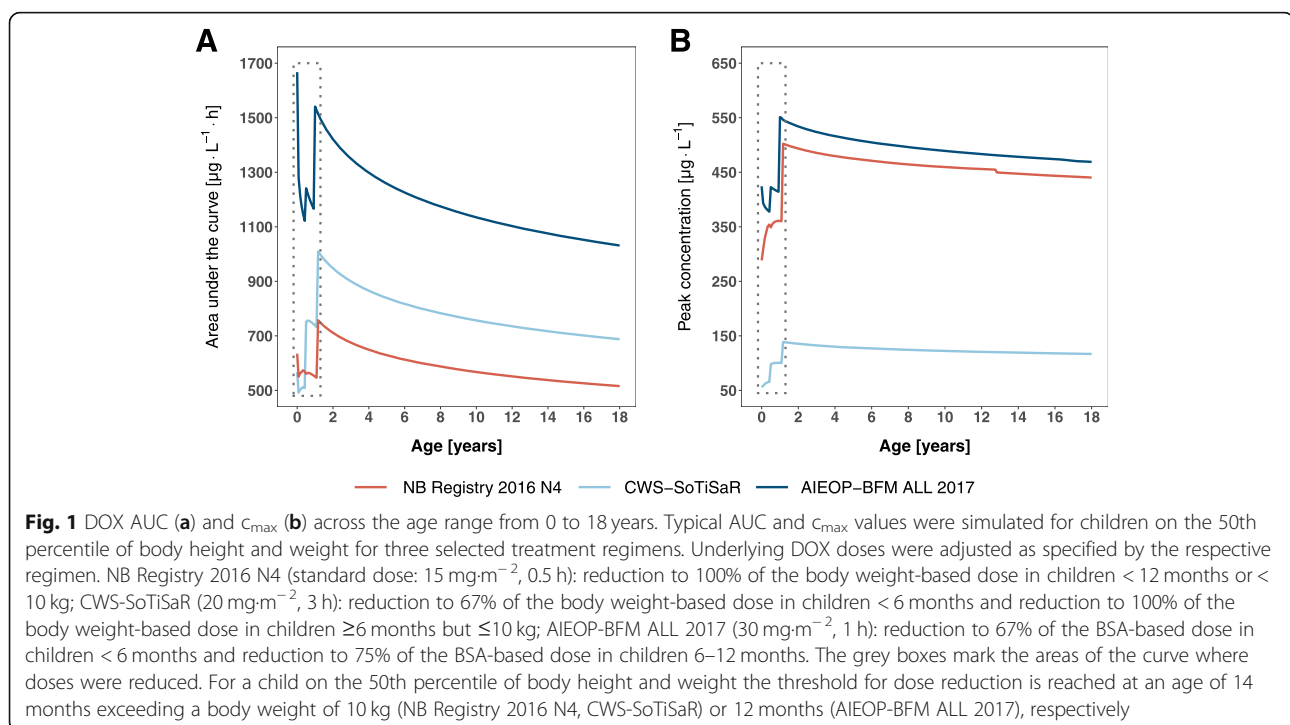 A
B
1700
1500
1300
1100
900
700
500
Area under the curve [µg · L⁻¹ · h]
0 2 4 6 8 10 12 14 16 18
Age [years]
650
550
450
350
250
150
50
Peak concentration [µg · L⁻¹]
0 2 4 6 8 10 12 14 16 18
Age [years]
NB Registry 2016 N4 CWS−SoTiSaR AIEOP−BFM ALL 2017
Fig. 1 DOX AUC (a) and cmax (b) across the age range from 0 to 18 years. Typical AUC and cmax values were simulated for children on the 50th
percentile of body height and weight for three selected treatment regimens. Underlying DOX doses were adjusted as specified by the respective
regimen. NB Registry 2016 N4 (standard dose: 15 mg·m⁻², 0.5 h): reduction to 100% of the body weight-based dose in children < 12 months or <
10 kg; CWS-SoTiSaR (20 mg·m⁻², 3 h): reduction to 67% of the body weight-based dose in children < 6 months and reduction to 100% of the
body weight-based dose in children ≥6 months but ≤10 kg; AIEOP-BFM ALL 2017 (30 mg·m⁻², 1 h): reduction to 67% of the BSA-based dose in
children < 6 months and reduction to 75% of the BSA-based dose in children 6–12 months. The grey boxes mark the areas of the curve where
doses were reduced. For a child on the 50th percentile of body height and weight the threshold for dose reduction is reached at an age of 14
months exceeding a body weight of 10 kg (NB Registry 2016 N4, CWS-SoTiSaR) or 12 months (AIEOP-BFM ALL 2017), respectively